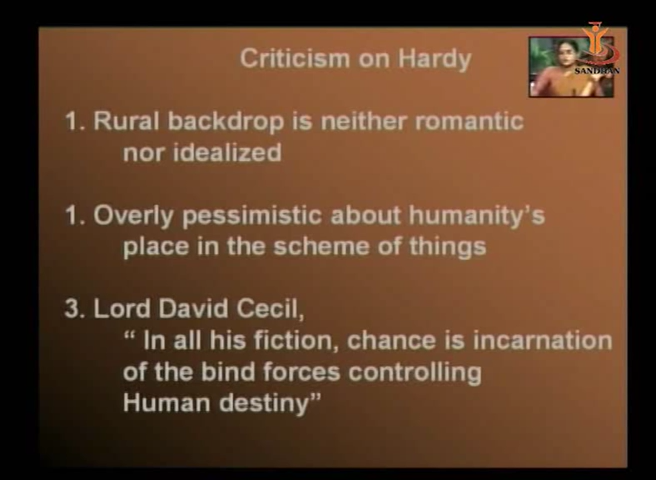 Criticism on Hardy
SANDHAN
1. Rural backdrop is neither romantic
nor idealized
1. Overly pessimistic about humanity's
place in the scheme of things
3. Lord David Cecil,
“ In all his fiction, chance is incarnation
of the bind forces controlling
Human destiny”